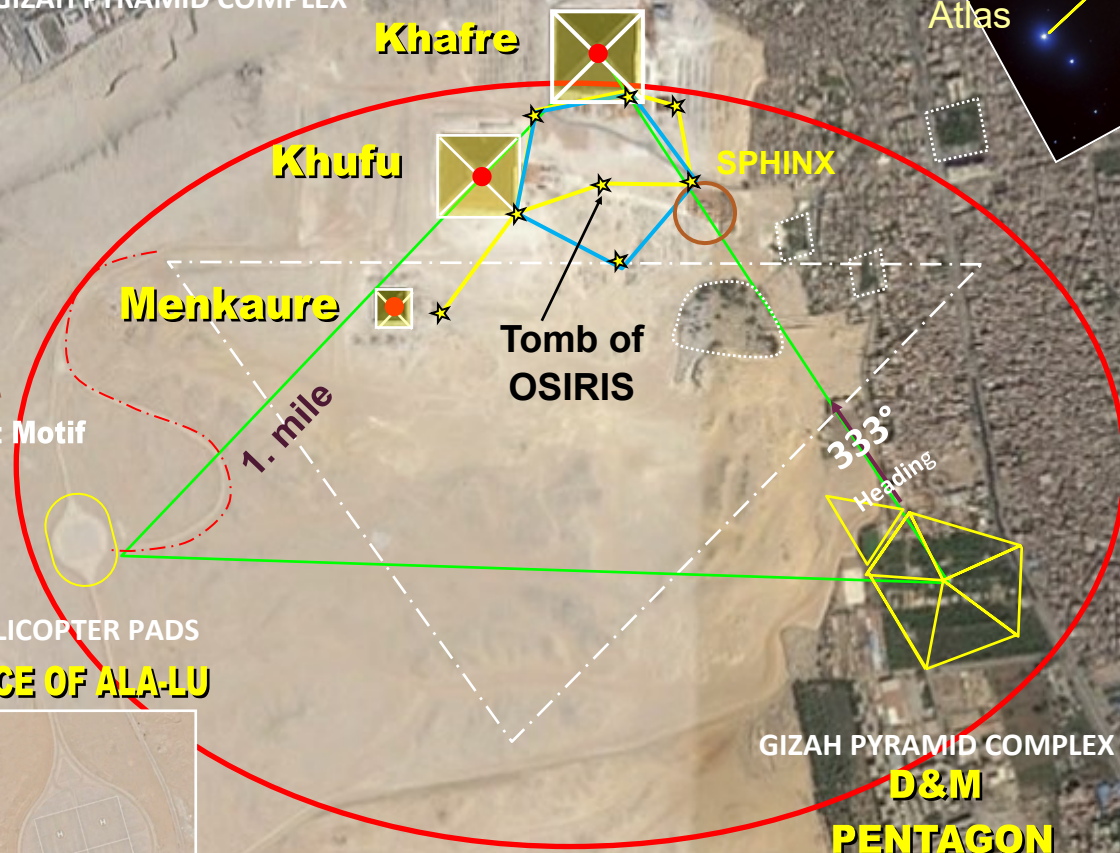 GIZAH PYRAMID COMPLEX
Atlas
Khafre
Khufu
SPHINX
Menkaure
Tomb of
OSIRIS
1. mile
333°
Heading
Motif
LICOPTER PADS
CE OF ALA-LU
H H
GIZAH PYRAMID COMPLEX
D&M
PENTAGON